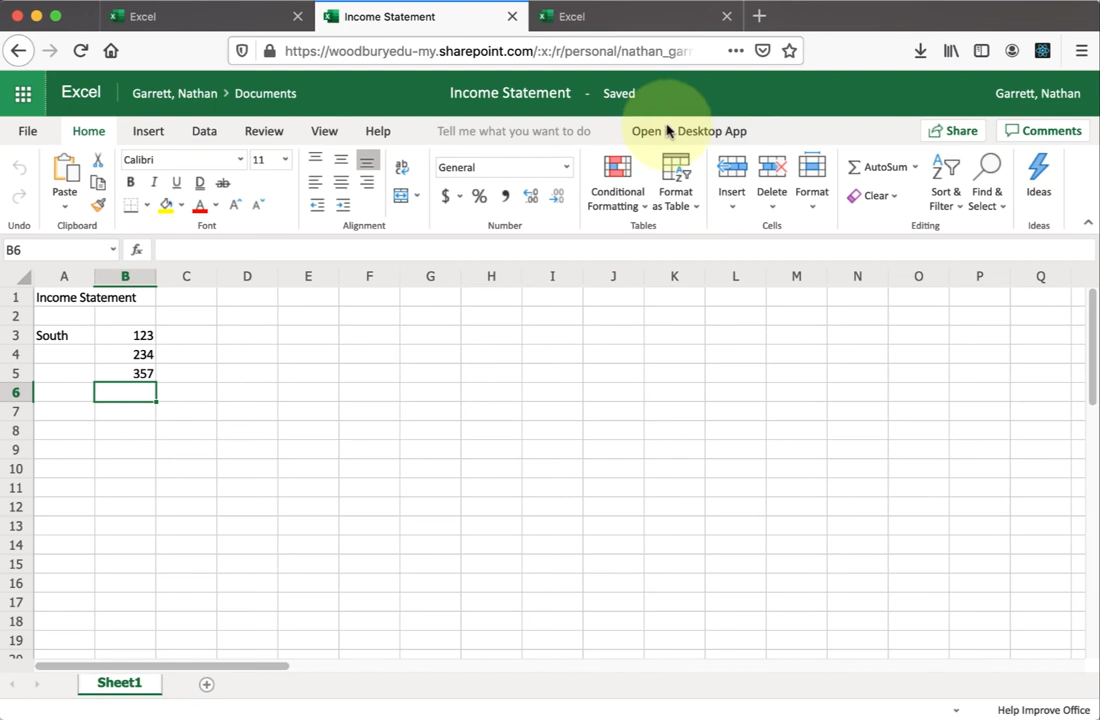 Excel
Income Statement
Excel
https://woodburyedu-my.sharepoint.com/:x:/r/personal/nathan_garr
Excel
Garrett, Nathan > Documents
Income Statement - Saved
Garrett, Nathan
File Home Insert Data Review View Help Tell me what you want to do Open Desktop App Share Comments
Calibri 11
General
Paste
B I U D ab
A A A
$ % 9
Conditional Formatting
Format as Table
Insert
Delete
Format
AutoSum
Clear
Sort & Filter
Find & Select
Ideas
Undo Clipboard Font Alignment Number Tables Cells Editing Ideas
B6 fx
A B C D E F G H I J K L M N O P Q
1 Income Statement
2
3 South 123
4 234
5 357
6
7
8
9
10
11
12
13
14
15
16
17
18
19
Sheet1
Help Improve Office